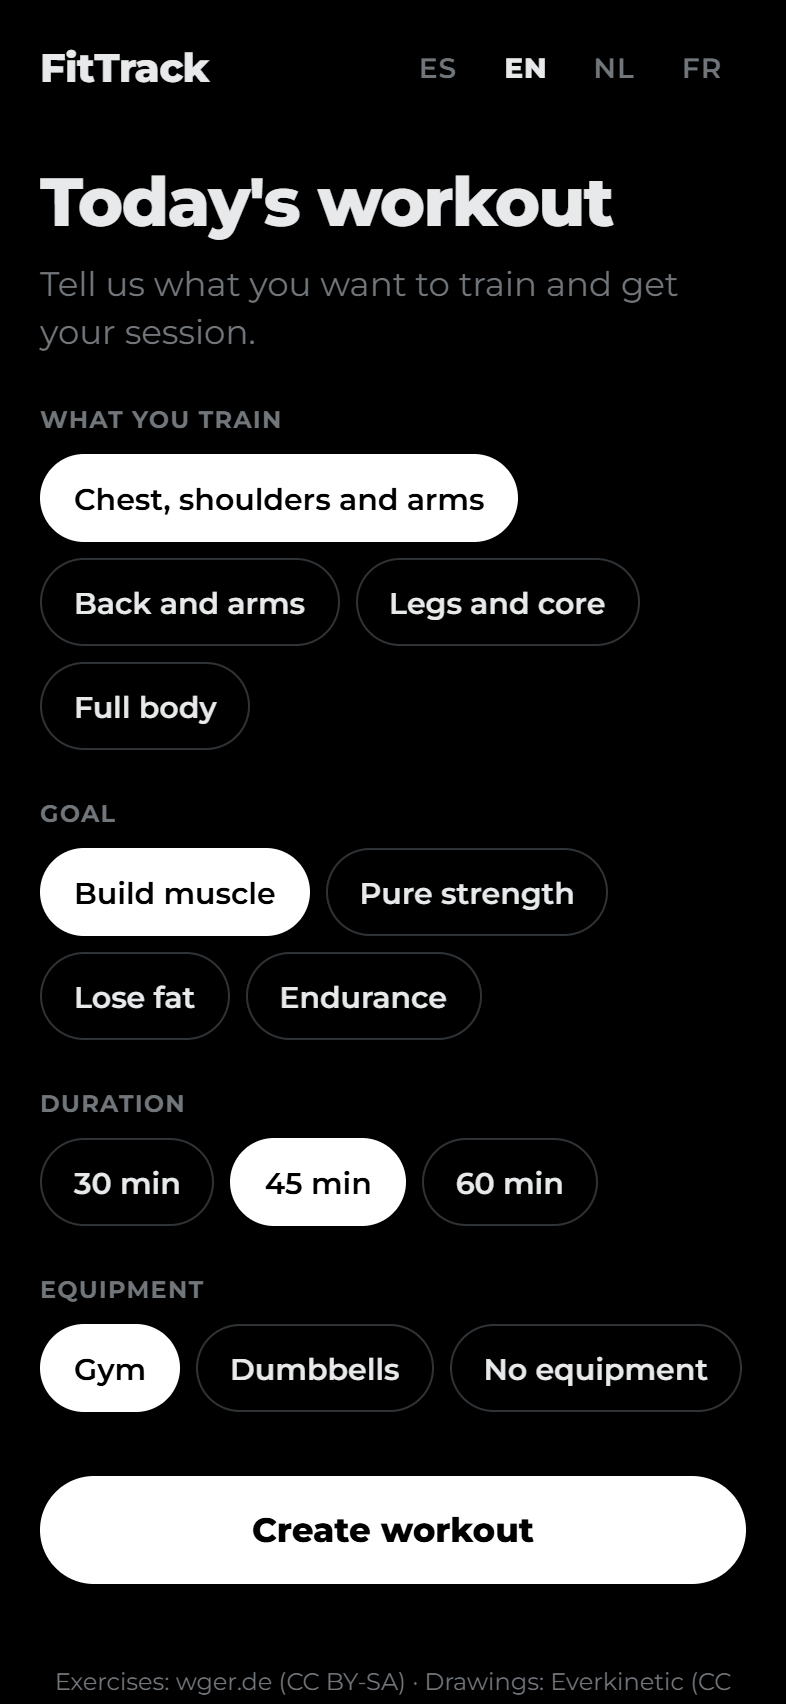 FitTrack
ES EN NL FR
Today's workout
Tell us what you want to train and get
your session.
WHAT YOU TRAIN
Chest, shoulders and arms
Back and arms Legs and core
Full body
GOAL
Build muscle Pure strength
Lose fat Endurance
DURATION
30 min 45 min 60 min
EQUIPMENT
Gym Dumbbells No equipment
Create workout
Exercises: wger.de (CC BY-SA) · Drawings: Everkinetic (CC